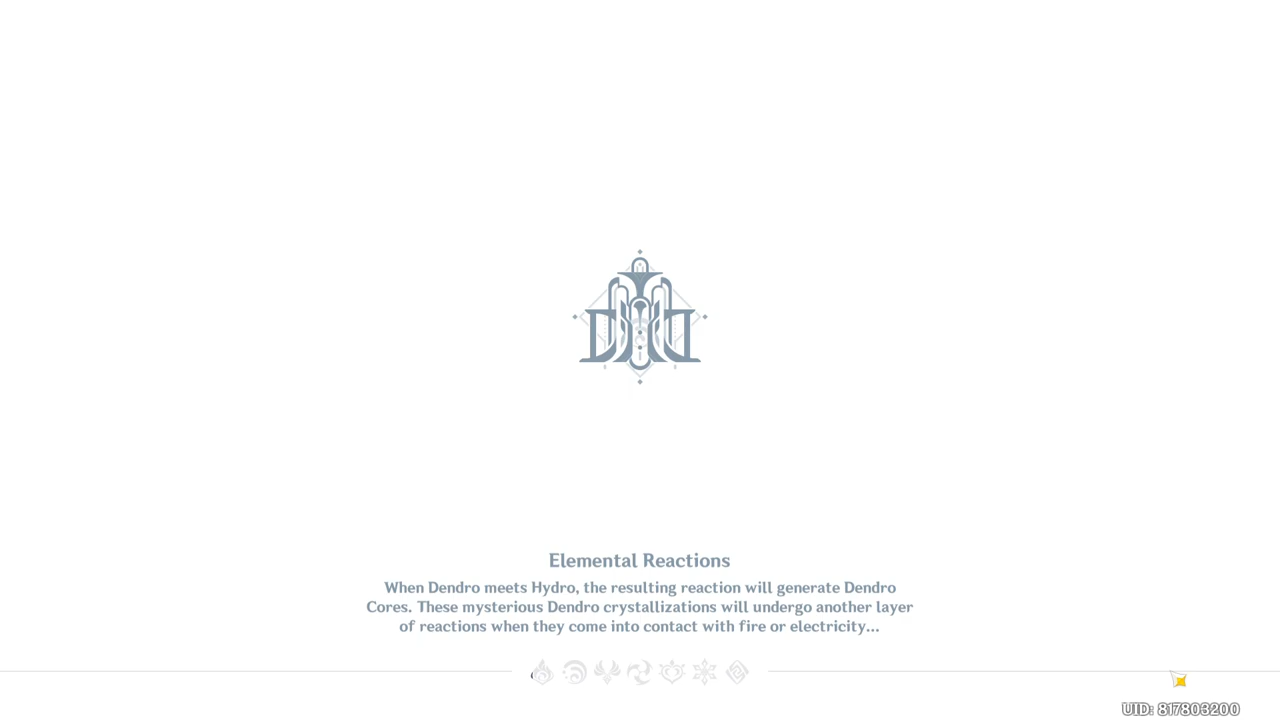 Elemental Reactions
When Dendro meets Hydro, the resulting reaction will generate Dendro
Cores. These mysterious Dendro crystallizations will undergo another layer
of reactions when they come into contact with fire or electricity...
UID: 817803200